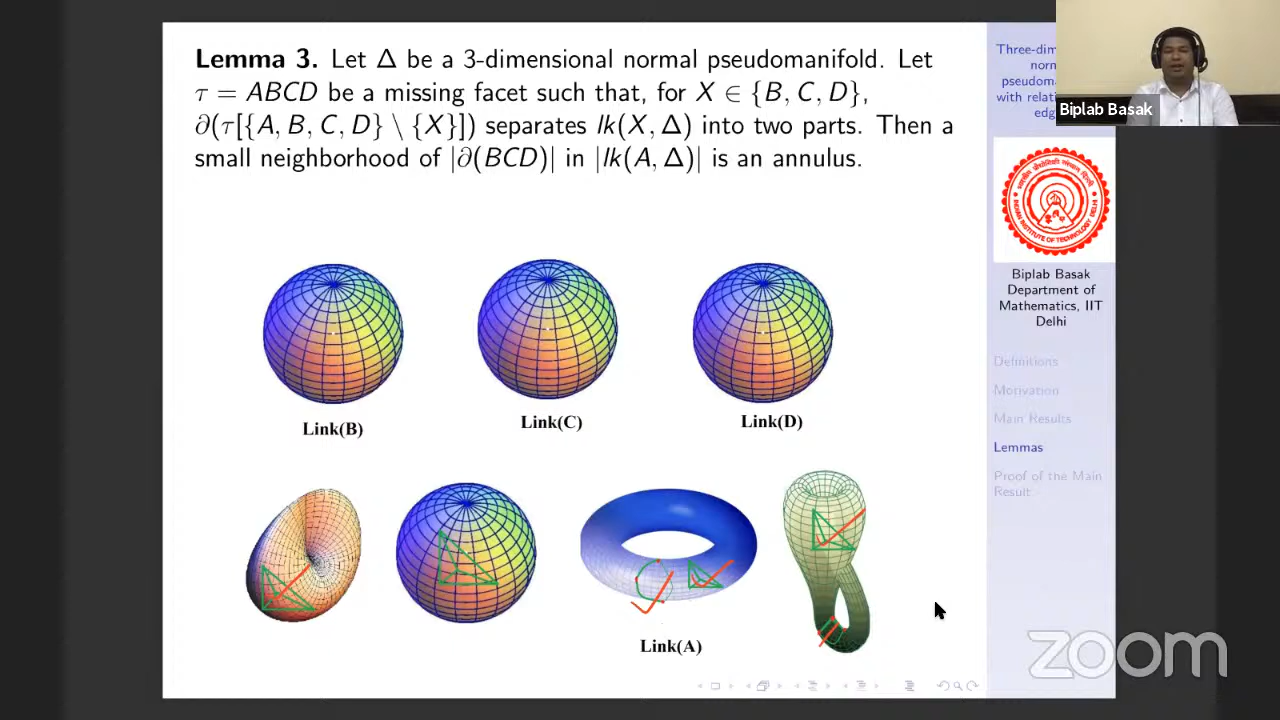 Lemma 3. Let Δ be a 3-dimensional normal pseudomanifold. Let
τ = ABCD be a missing facet such that, for X ∈ {B, C, D},
∂(τ[{A, B, C, D} \ {X}]) separates lk(X, Δ) into two parts. Then a
small neighborhood of |∂(BCD)| in |lk(A, Δ)| is an annulus.
Link(B)
Link(C)
Link(D)
Link(A)
Three-dim
norm
pseudoma
with relati
edg
Biplab Basak
Biplab Basak
Department of
Mathematics, IIT
Delhi
Definitions
Motivation
Main Results
Lemmas
Proof of the Main
Result
zoom